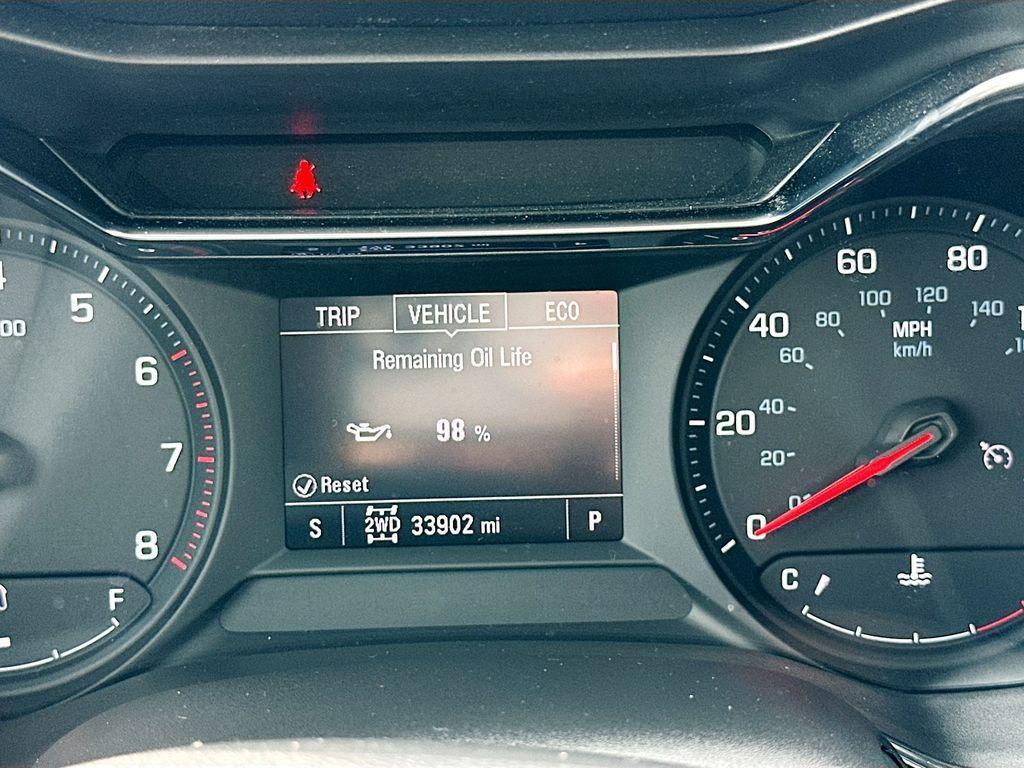 TRIP VEHICLE ECO
Remaining Oil Life
98 %
Reset
S 2WD 33902 mi P
5
6
7
8
F
0 20 40 60 80
0 20 40 60 80 100 120 140
MPH
km/h
C